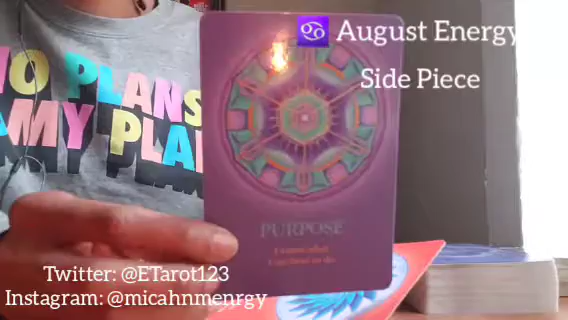 ♋ August Energy
Side Piece
NO PLANS
MY PLA
PURPOSE
Twitter: @ETarot123
Instagram: @micahnmenrgy